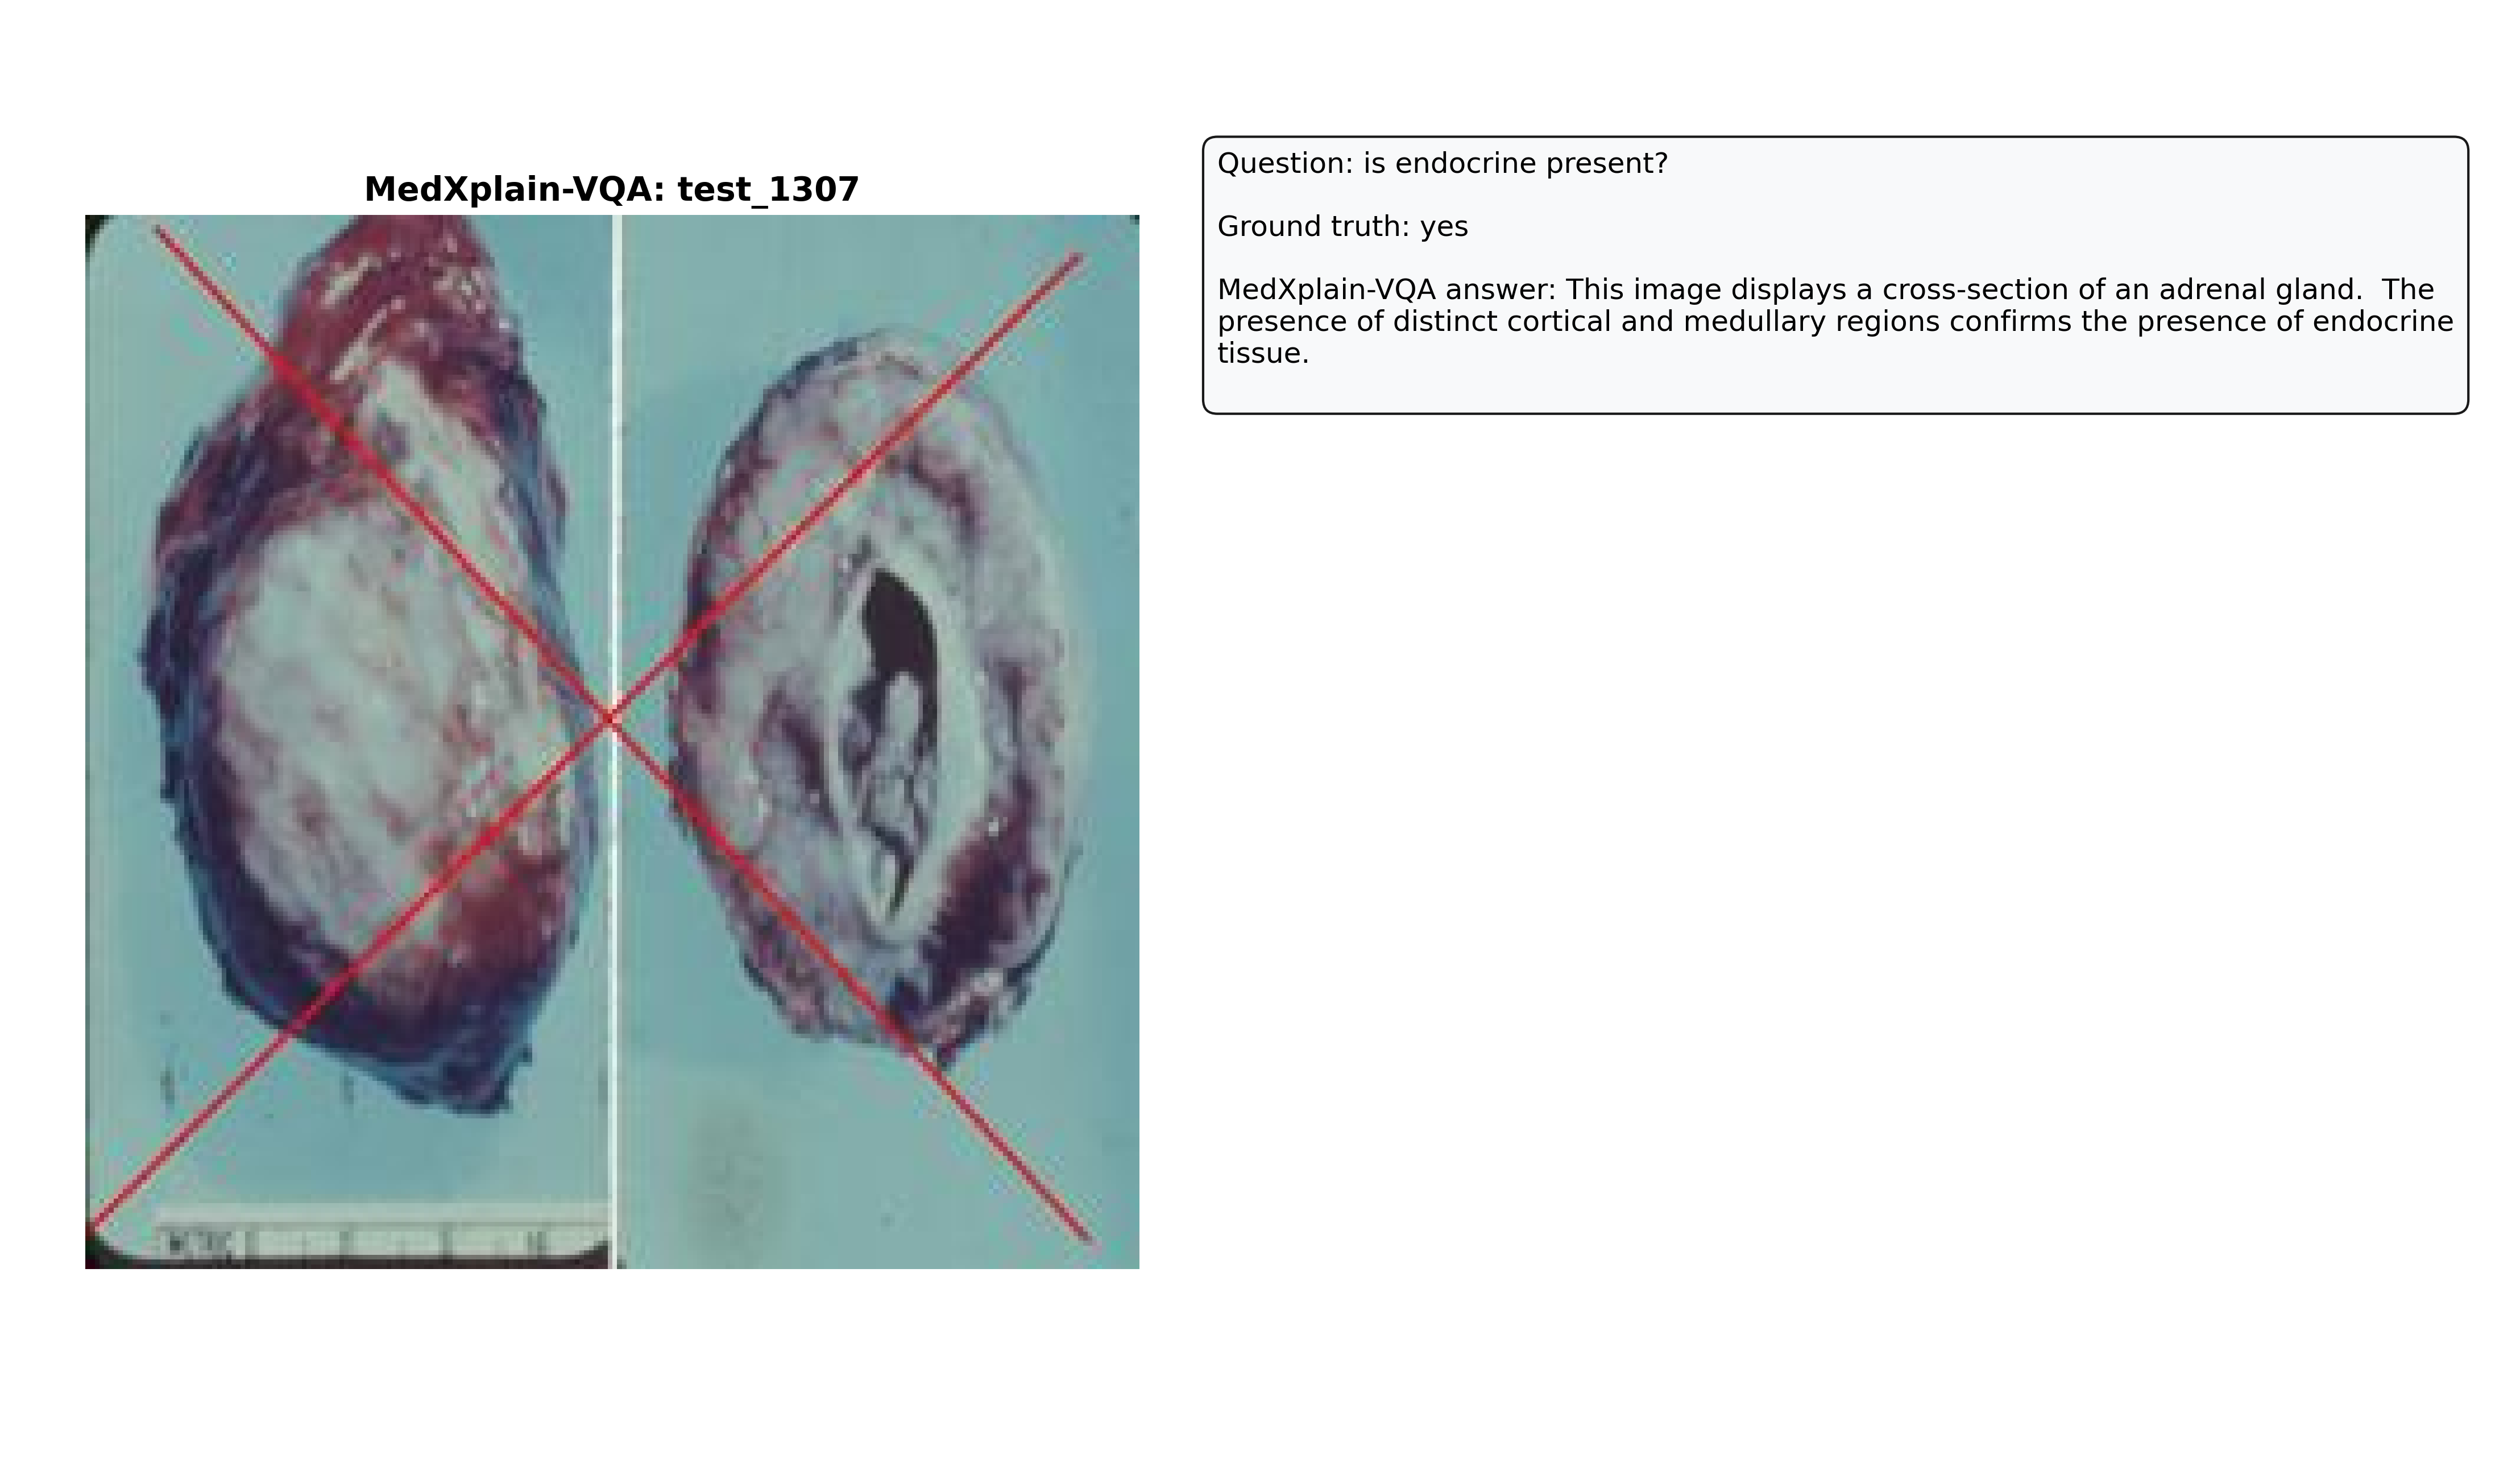 MedXplain-VQA: test_1307
Question: is endocrine present?
Ground truth: yes
MedXplain-VQA answer: This image displays a cross-section of an adrenal gland.  The
presence of distinct cortical and medullary regions confirms the presence of endocrine
tissue.